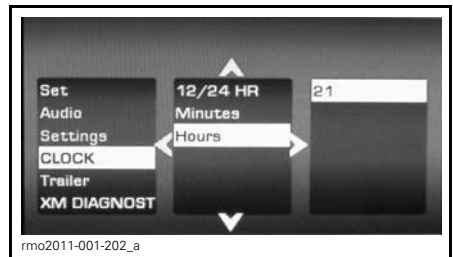 Set
Audio
Settings
CLOCK
Trailer
XM DIAGNOST
12/24 HR
Minutes
Hours
21
rmo2011-001-202_a